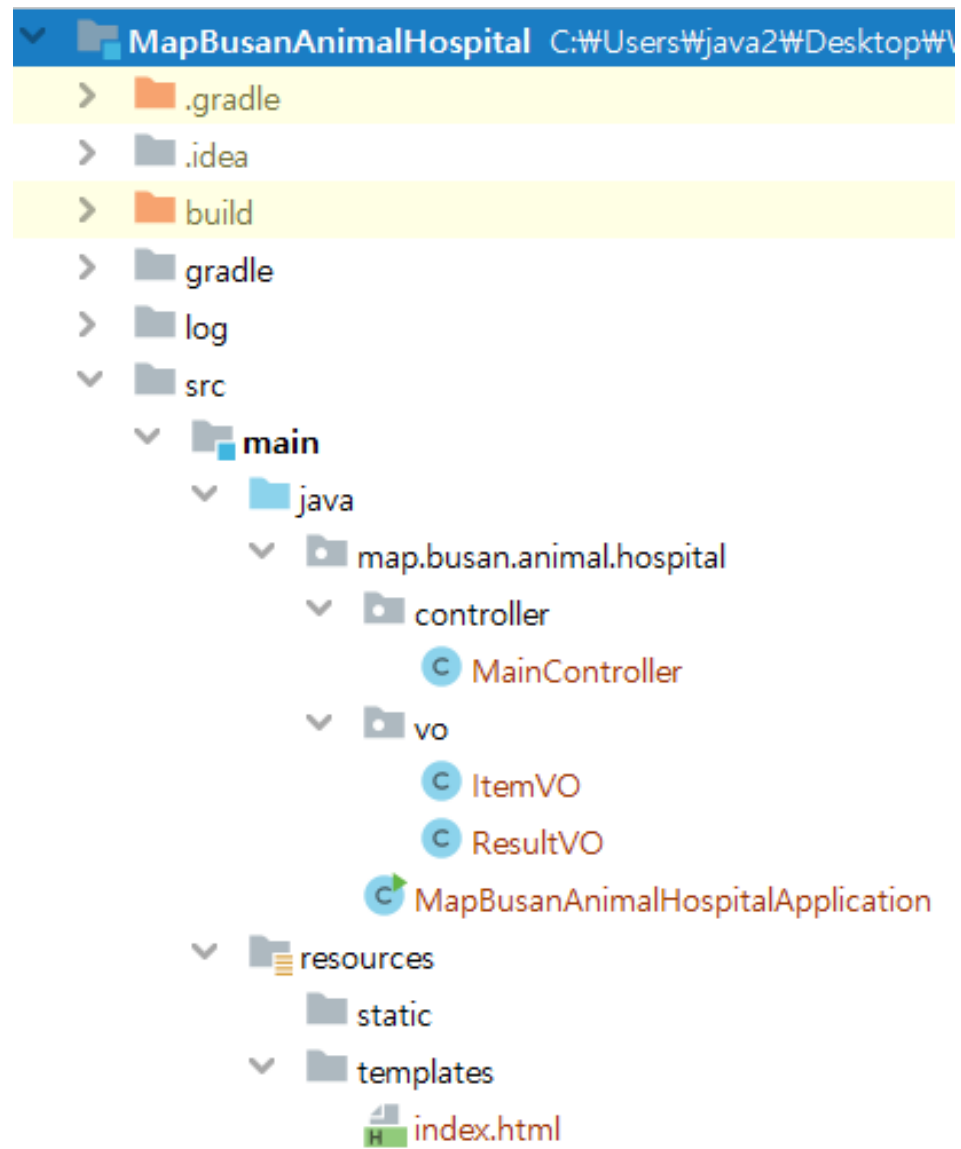 MapBusanAnimalHospital C:₩Users₩java2₩Desktop₩
.gradle
.idea
build
gradle
log
src
main
java
map.busan.animal.hospital
controller
C MainController
vo
C ItemVO
C ResultVO
C MapBusanAnimalHospitalApplication
resources
static
templates
H index.html